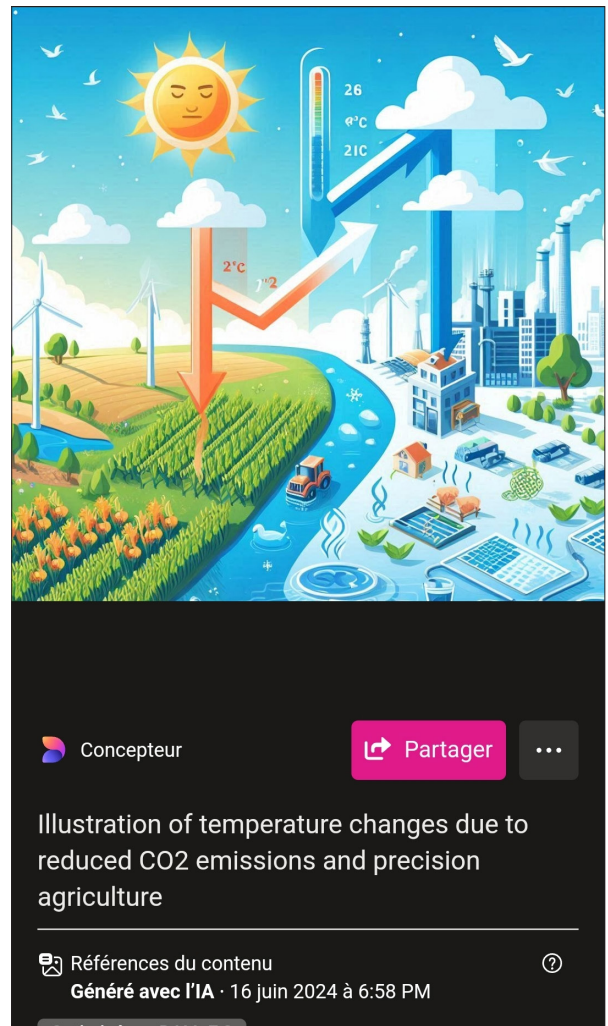 26
21C
2°C
Concepteur
Partager
Illustration of temperature changes due to
reduced CO2 emissions and precision
agriculture
Références du contenu
Généré avec l'IA · 16 juin 2024 à 6:58 PM